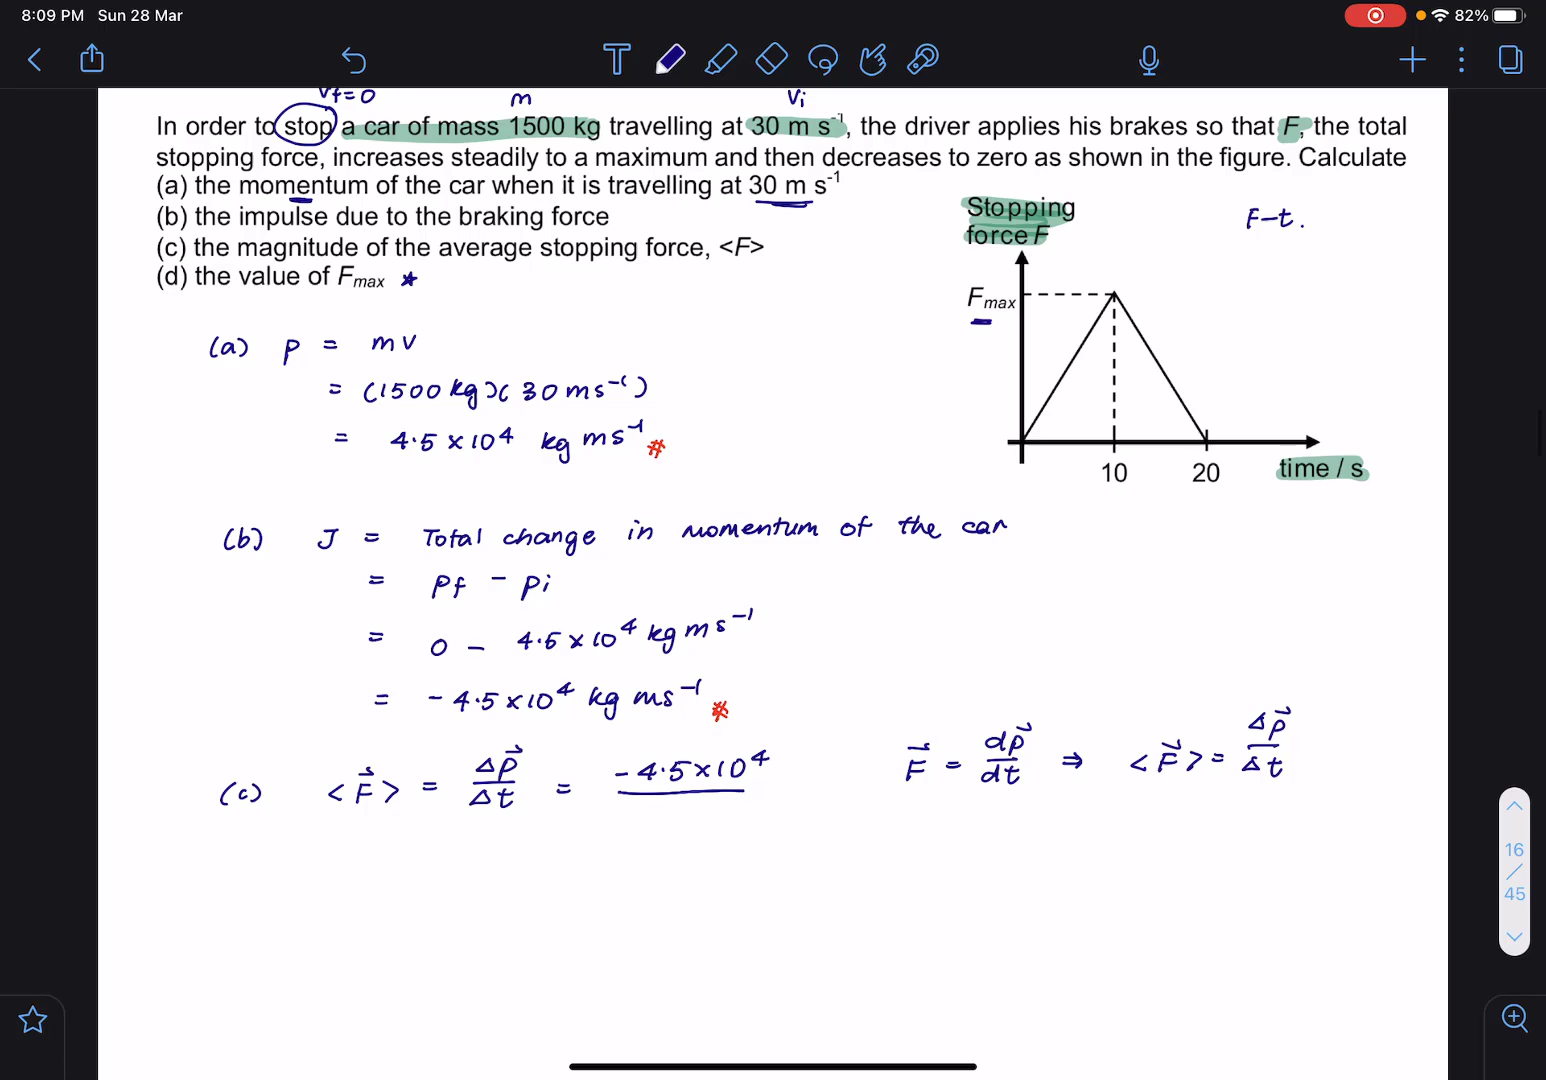 8:09 PM Sun 28 Mar
82%
vf=0 m vi
In order to stop a car of mass 1500 kg travelling at 30 m s-1, the driver applies his brakes so that F, the total
stopping force, increases steadily to a maximum and then decreases to zero as shown in the figure. Calculate
(a) the momentum of the car when it is travelling at 30 m s-1
(b) the impulse due to the braking force
(c) the magnitude of the average stopping force, <F>
(d) the value of Fmax ★
Stopping
force F
F-t.
Fmax
10 20
time / s
(a) p = mv
= (1500 kg)(30 ms-1)
= 4.5 × 10^4 kg ms-1 #
(b) J = Total change in momentum of the car
= pf - pi
= 0 - 4.5 × 10^4 kg ms-1
= - 4.5 × 10^4 kg ms-1 #
(c) <F⃗> = Δp⃗/Δt = - 4.5 × 10^4
F⃗ = dp⃗/dt ⇒ <F⃗> = Δp⃗/Δt
16
/
45